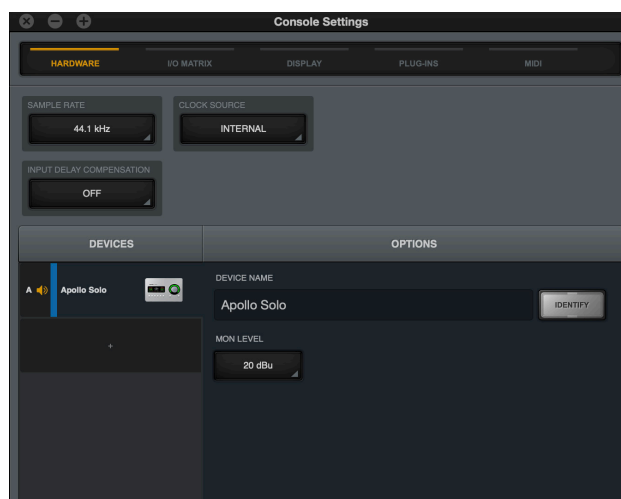 Console Settings
HARDWARE
I/O MATRIX
DISPLAY
PLUG-INS
MIDI
SAMPLE RATE
CLOCK SOURCE
44.1 kHz
INTERNAL
INPUT DELAY COMPENSATION
OFF
DEVICES
OPTIONS
A
Apollo Solo
DEVICE NAME
Apollo Solo
IDENTIFY
+
MON LEVEL
20 dBu